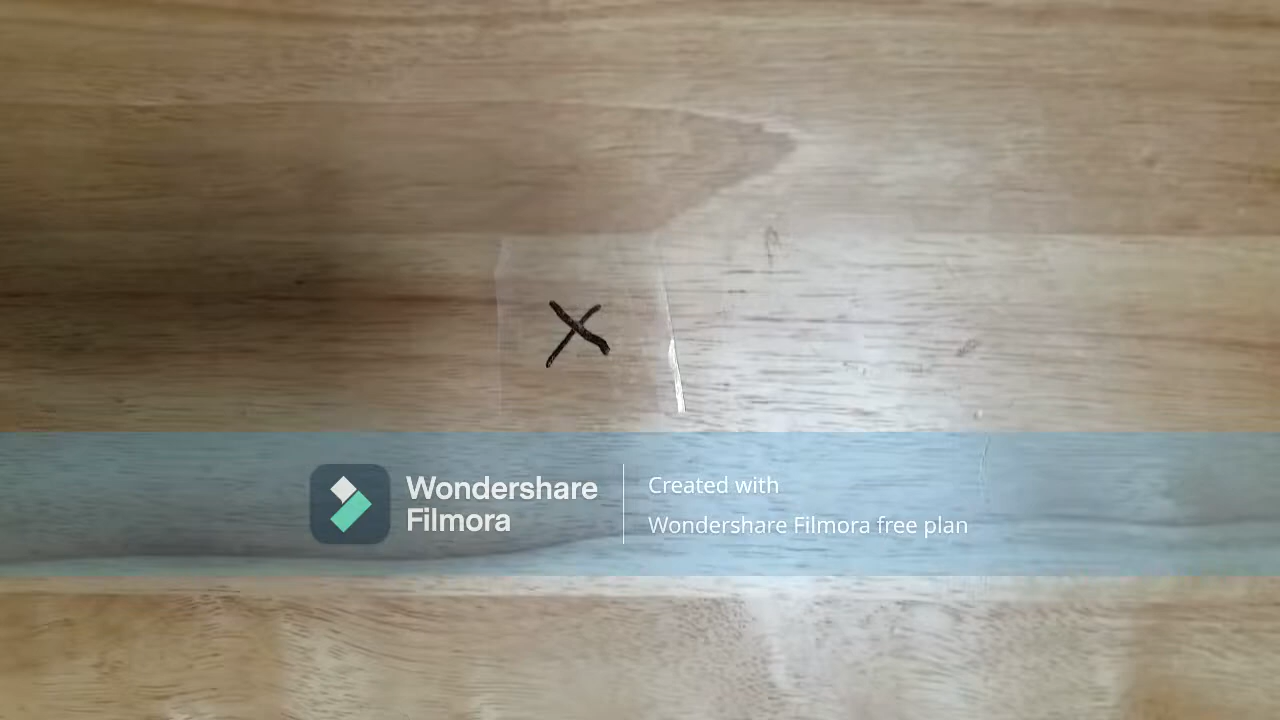 X
Wondershare
Filmora
Created with
Wondershare Filmora free plan